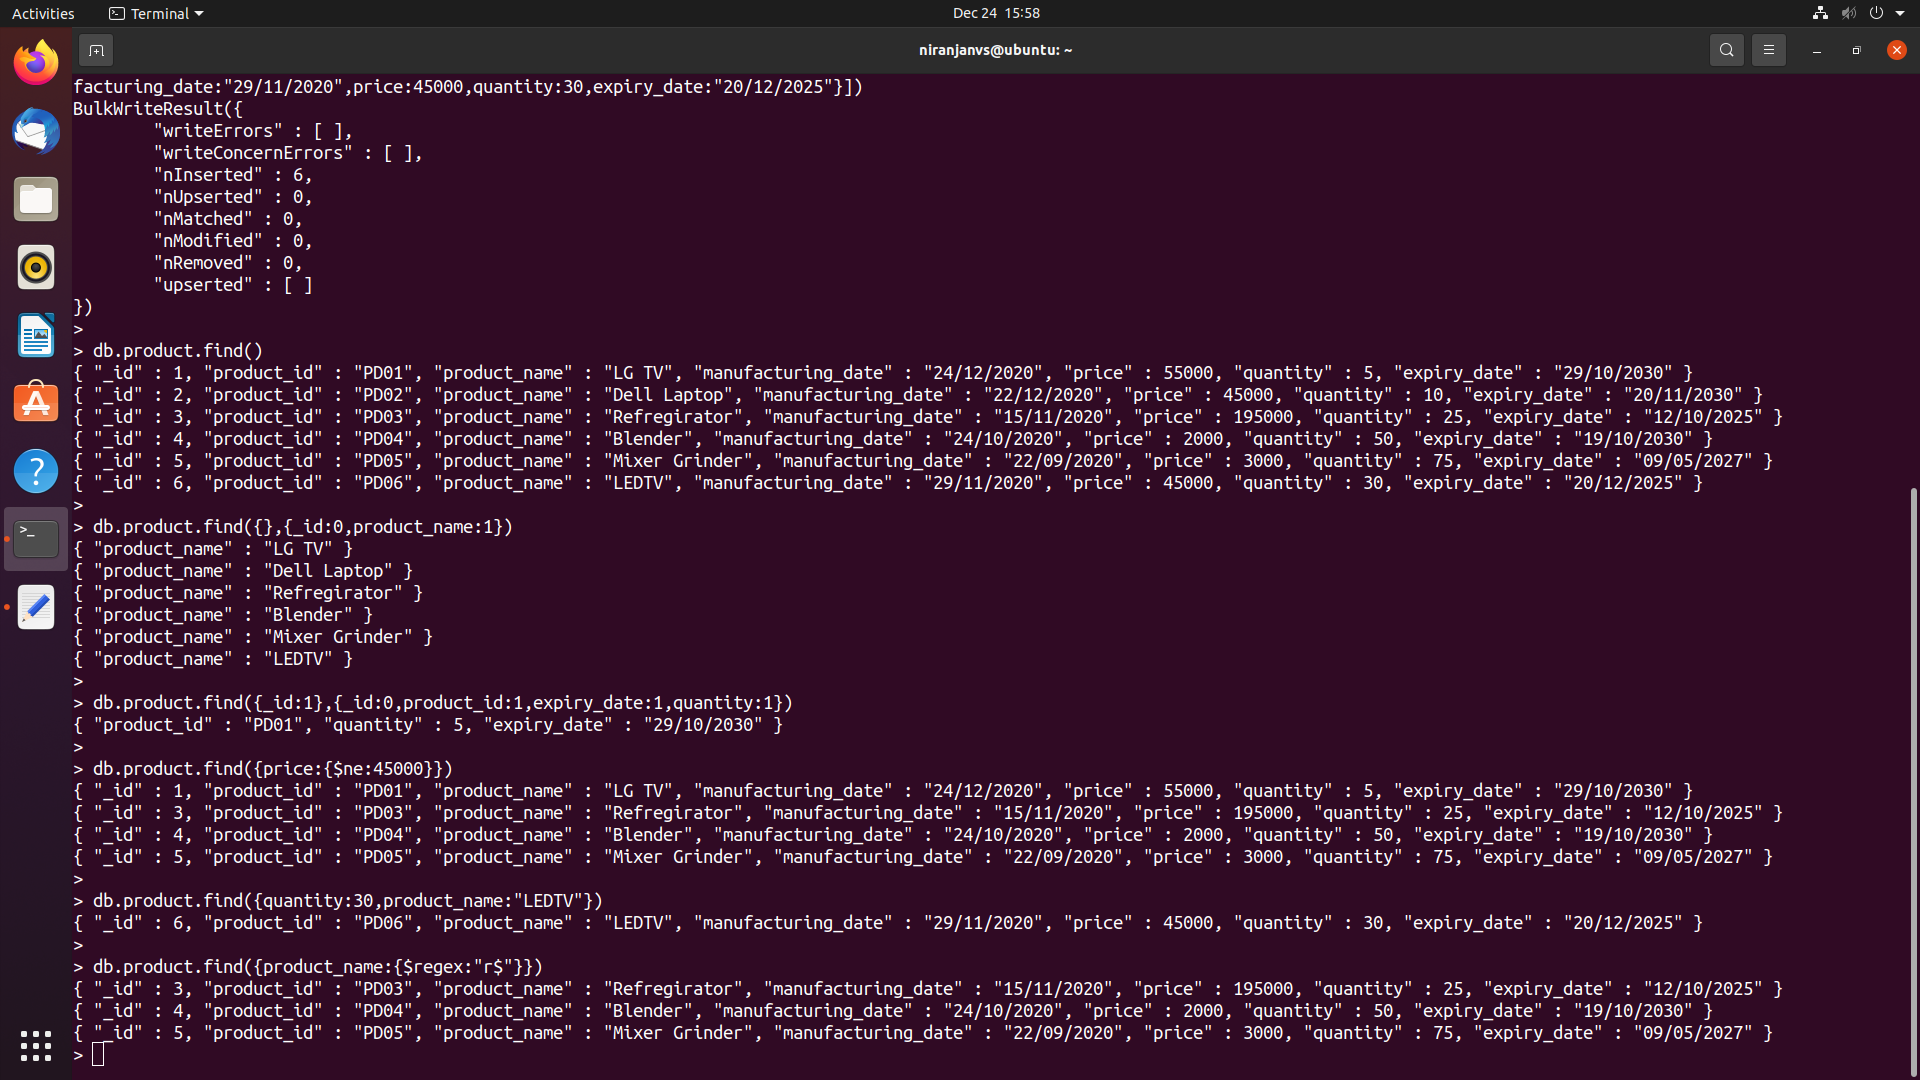 Activities Terminal Dec 24 15:58
niranjanvs@ubuntu: ~
facturing_date:"29/11/2020",price:45000,quantity:30,expiry_date:"20/12/2025"}])
BulkWriteResult({
        "writeErrors" : [ ],
        "writeConcernErrors" : [ ],
        "nInserted" : 6,
        "nUpserted" : 0,
        "nMatched" : 0,
        "nModified" : 0,
        "nRemoved" : 0,
        "upserted" : [ ]
})
>
> db.product.find()
{ "_id" : 1, "product_id" : "PD01", "product_name" : "LG TV", "manufacturing_date" : "24/12/2020", "price" : 55000, "quantity" : 5, "expiry_date" : "29/10/2030" }
{ "_id" : 2, "product_id" : "PD02", "product_name" : "Dell Laptop", "manufacturing_date" : "22/12/2020", "price" : 45000, "quantity" : 10, "expiry_date" : "20/11/2030" }
{ "_id" : 3, "product_id" : "PD03", "product_name" : "Refregirator", "manufacturing_date" : "15/11/2020", "price" : 195000, "quantity" : 25, "expiry_date" : "12/10/2025" }
{ "_id" : 4, "product_id" : "PD04", "product_name" : "Blender", "manufacturing_date" : "24/10/2020", "price" : 2000, "quantity" : 50, "expiry_date" : "19/10/2030" }
{ "_id" : 5, "product_id" : "PD05", "product_name" : "Mixer Grinder", "manufacturing_date" : "22/09/2020", "price" : 3000, "quantity" : 75, "expiry_date" : "09/05/2027" }
{ "_id" : 6, "product_id" : "PD06", "product_name" : "LEDTV", "manufacturing_date" : "29/11/2020", "price" : 45000, "quantity" : 30, "expiry_date" : "20/12/2025" }
>
> db.product.find({},{_id:0,product_name:1})
{ "product_name" : "LG TV" }
{ "product_name" : "Dell Laptop" }
{ "product_name" : "Refregirator" }
{ "product_name" : "Blender" }
{ "product_name" : "Mixer Grinder" }
{ "product_name" : "LEDTV" }
>
> db.product.find({_id:1},{_id:0,product_id:1,expiry_date:1,quantity:1})
{ "product_id" : "PD01", "quantity" : 5, "expiry_date" : "29/10/2030" }
>
> db.product.find({price:{$ne:45000}})
{ "_id" : 1, "product_id" : "PD01", "product_name" : "LG TV", "manufacturing_date" : "24/12/2020", "price" : 55000, "quantity" : 5, "expiry_date" : "29/10/2030" }
{ "_id" : 3, "product_id" : "PD03", "product_name" : "Refregirator", "manufacturing_date" : "15/11/2020", "price" : 195000, "quantity" : 25, "expiry_date" : "12/10/2025" }
{ "_id" : 4, "product_id" : "PD04", "product_name" : "Blender", "manufacturing_date" : "24/10/2020", "price" : 2000, "quantity" : 50, "expiry_date" : "19/10/2030" }
{ "_id" : 5, "product_id" : "PD05", "product_name" : "Mixer Grinder", "manufacturing_date" : "22/09/2020", "price" : 3000, "quantity" : 75, "expiry_date" : "09/05/2027" }
>
> db.product.find({quantity:30,product_name:"LEDTV"})
{ "_id" : 6, "product_id" : "PD06", "product_name" : "LEDTV", "manufacturing_date" : "29/11/2020", "price" : 45000, "quantity" : 30, "expiry_date" : "20/12/2025" }
>
> db.product.find({product_name:{$regex:"r$"}})
{ "_id" : 3, "product_id" : "PD03", "product_name" : "Refregirator", "manufacturing_date" : "15/11/2020", "price" : 195000, "quantity" : 25, "expiry_date" : "12/10/2025" }
{ "_id" : 4, "product_id" : "PD04", "product_name" : "Blender", "manufacturing_date" : "24/10/2020", "price" : 2000, "quantity" : 50, "expiry_date" : "19/10/2030" }
{ "_id" : 5, "product_id" : "PD05", "product_name" : "Mixer Grinder", "manufacturing_date" : "22/09/2020", "price" : 3000, "quantity" : 75, "expiry_date" : "09/05/2027" }
>